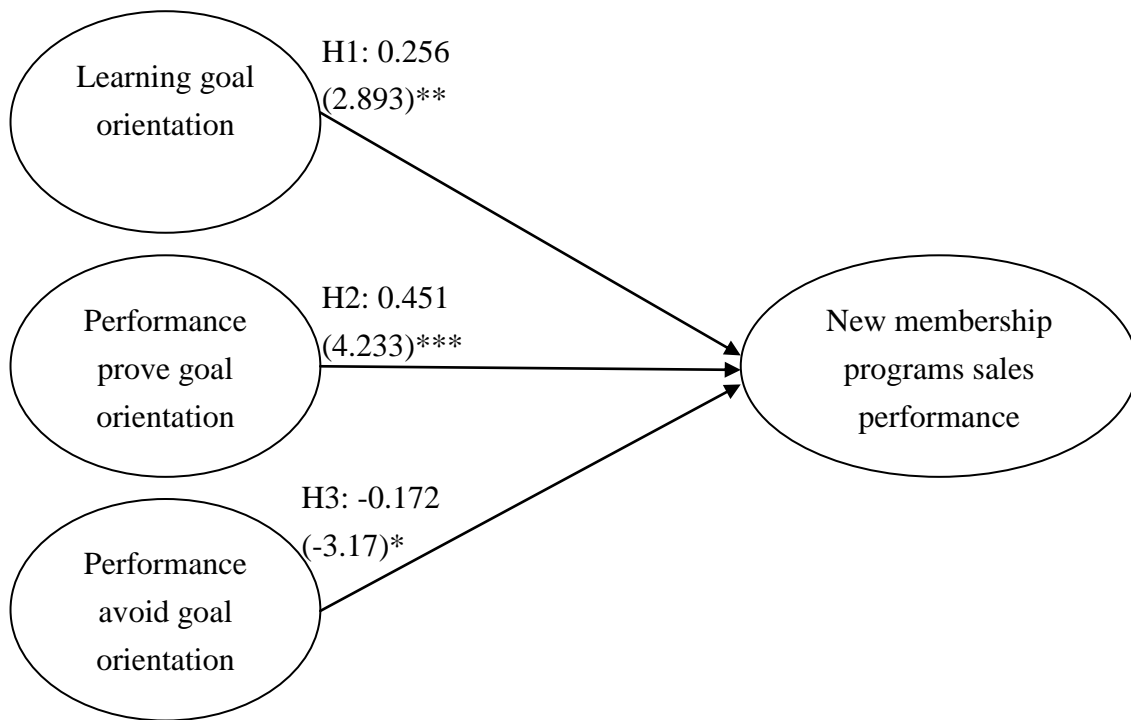 Learning goal
orientation
H1: 0.256
(2.893)**
Performance
prove goal
orientation
H2: 0.451
(4.233)***
Performance
avoid goal
orientation
H3: -0.172
(-3.17)*
New membership
programs sales
performance